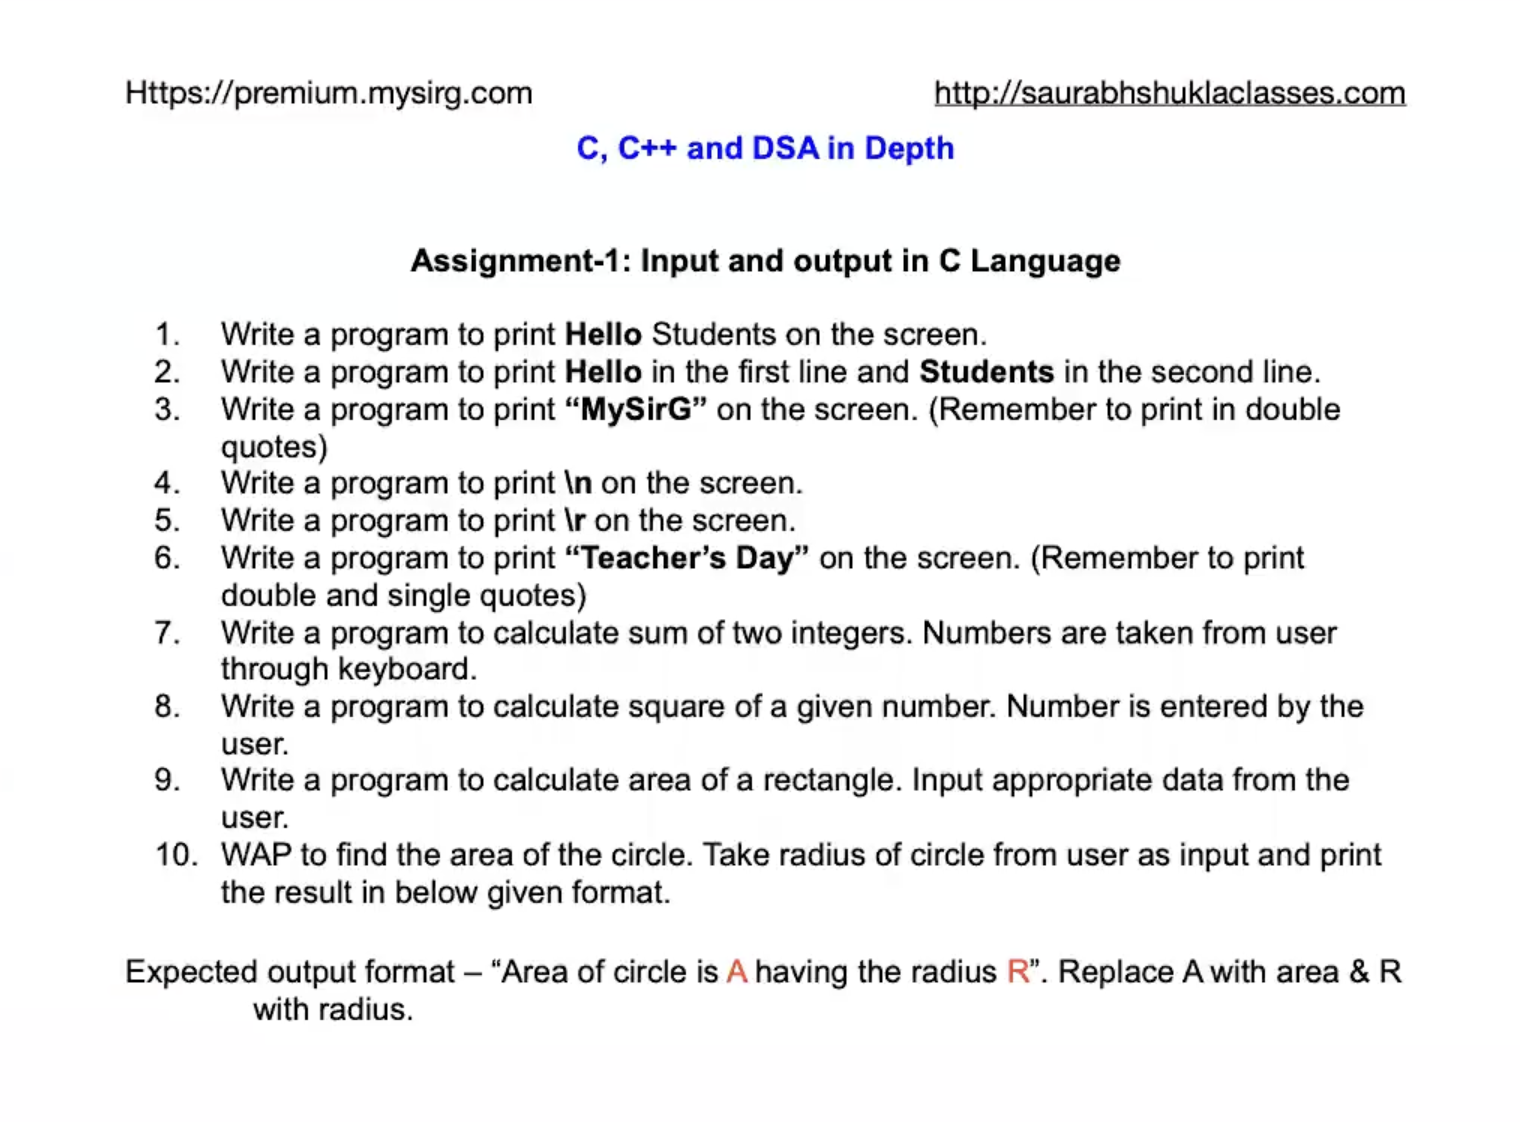 Https://premium.mysirg.com http://saurabhshuklaclasses.com
C, C++ and DSA in Depth
Assignment-1: Input and output in C Language
1. Write a program to print Hello Students on the screen.
2. Write a program to print Hello in the first line and Students in the second line.
3. Write a program to print “MySirG” on the screen. (Remember to print in double
quotes)
4. Write a program to print \n on the screen.
5. Write a program to print \r on the screen.
6. Write a program to print “Teacher’s Day” on the screen. (Remember to print
double and single quotes)
7. Write a program to calculate sum of two integers. Numbers are taken from user
through keyboard.
8. Write a program to calculate square of a given number. Number is entered by the
user.
9. Write a program to calculate area of a rectangle. Input appropriate data from the
user.
10. WAP to find the area of the circle. Take radius of circle from user as input and print
the result in below given format.
Expected output format – “Area of circle is A having the radius R”. Replace A with area & R
with radius.